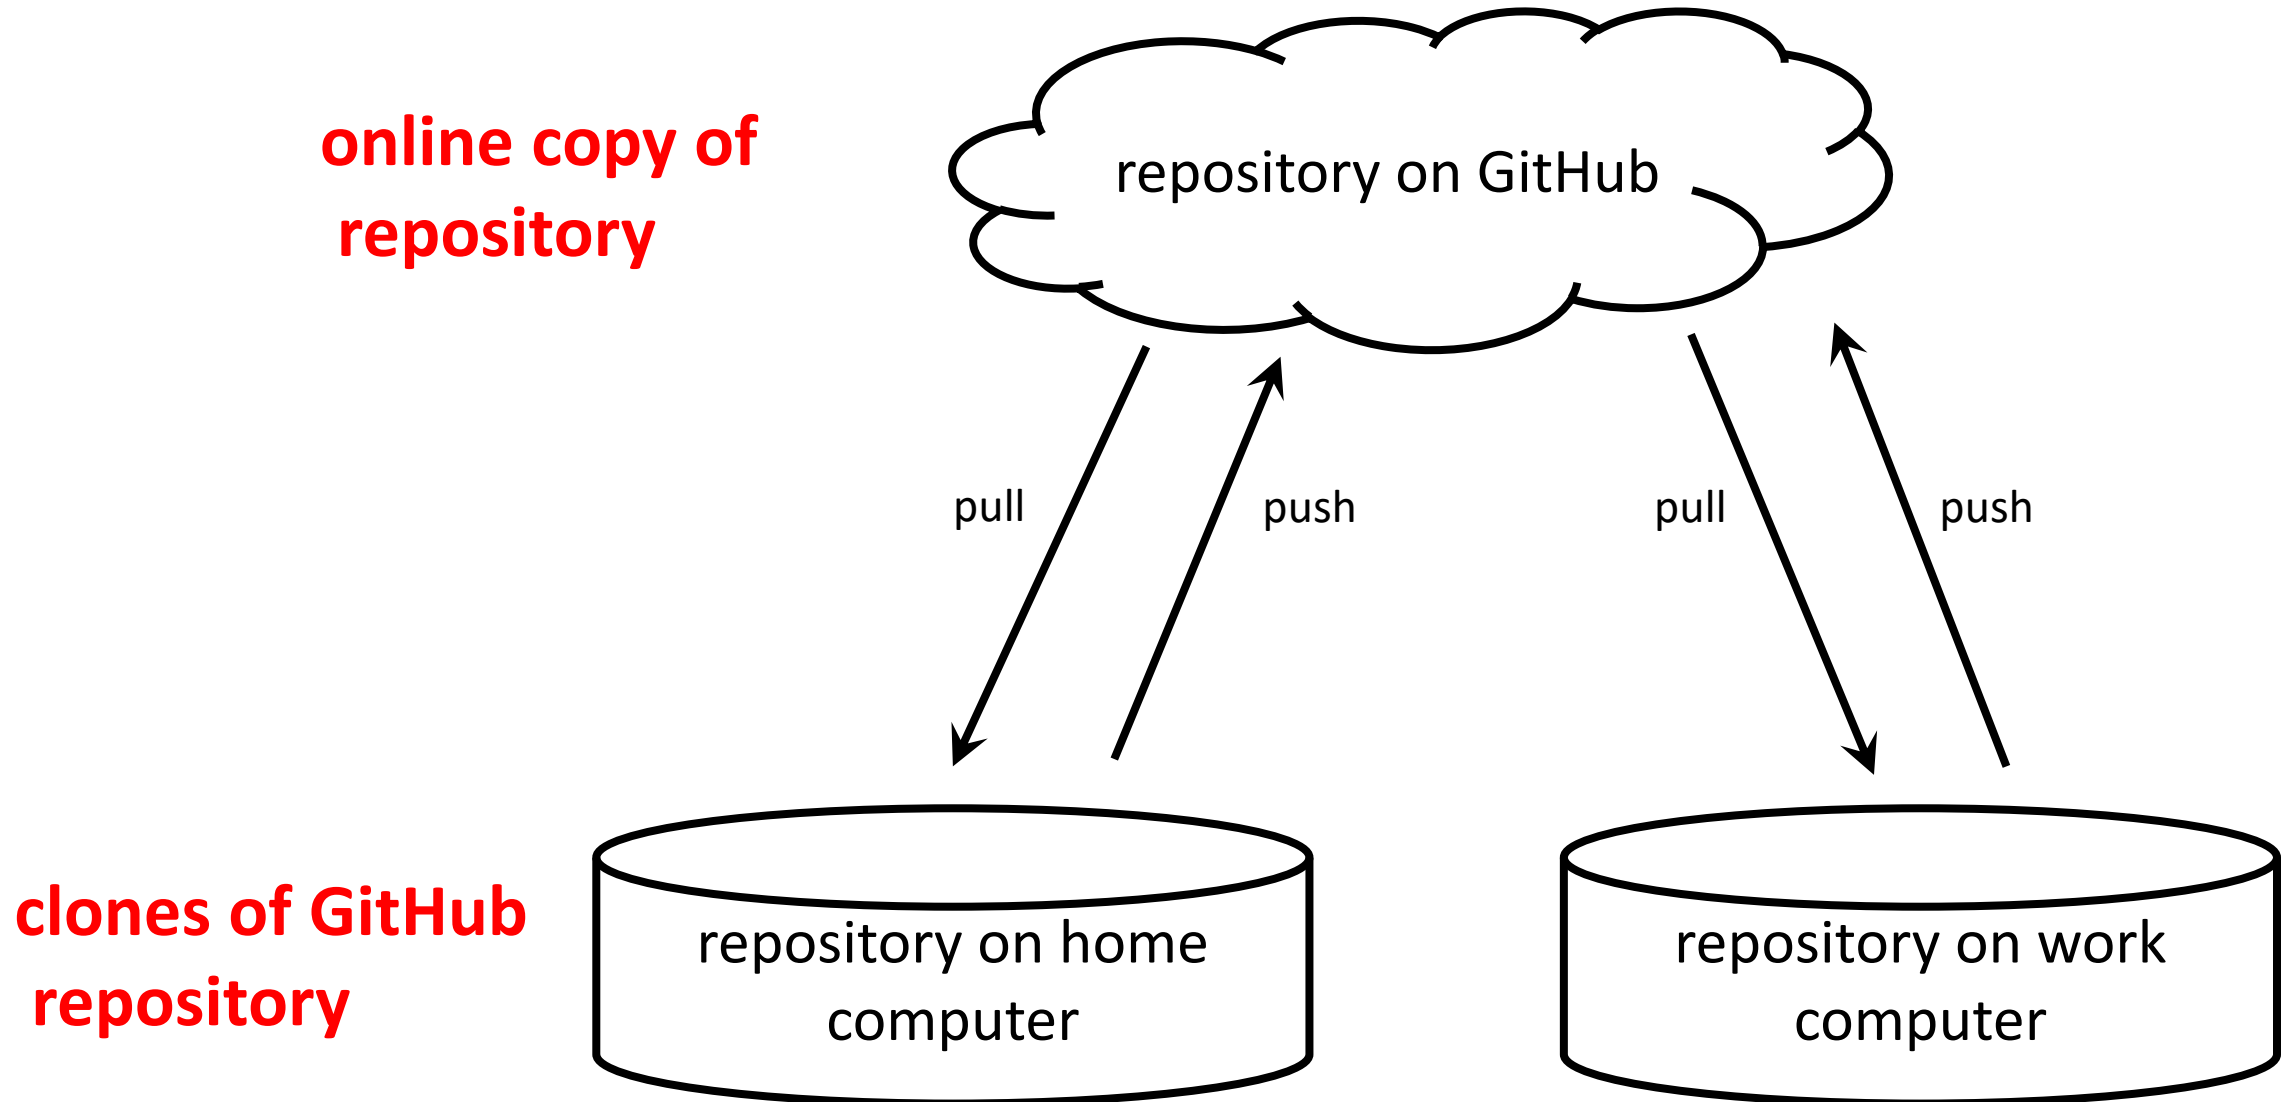 online copy of
repository
repository on GitHub
pull
push
pull
push
clones of GitHub
repository
repository on home
computer
repository on work
computer